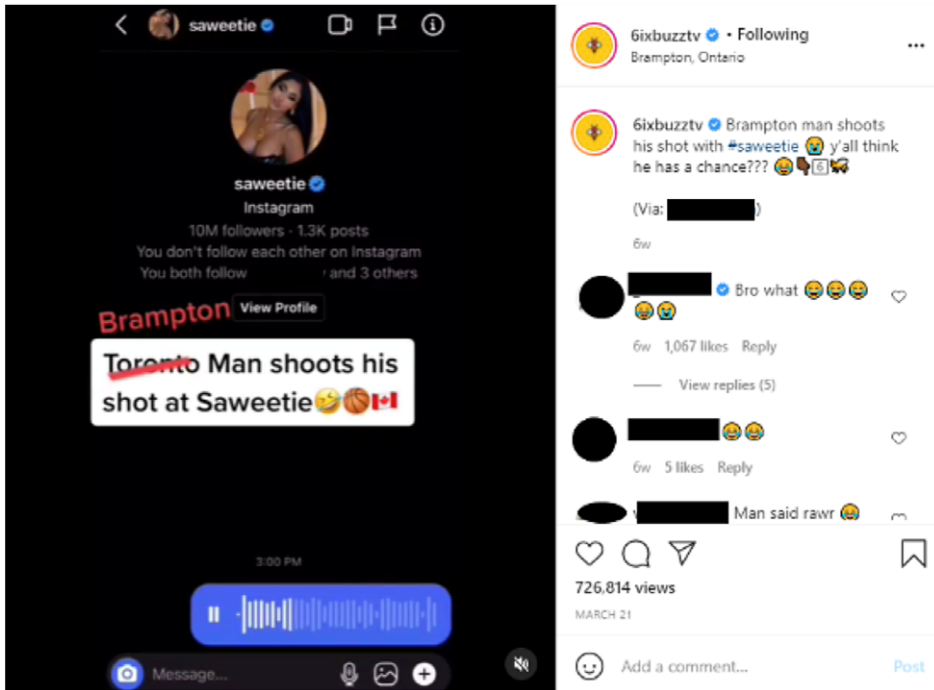 saweetie
saweetie
Instagram
10M followers · 1.3K posts
You don't follow each other on Instagram
You both follow and 3 others
Brampton
View Profile
Toronto Man shoots his
shot at Saweetie🤣🏀🇨🇦
3:00 PM
Message...
6ixbuzztv • Following
Brampton, Ontario
6ixbuzztv Brampton man shoots
his shot with #saweetie 😭 y'all think
he has a chance??? 😂👇🏿6️⃣🐝
(Via: )
6w
Bro what 😂😂😂
😂😭
6w 1,067 likes Reply
View replies (5)
😂😂
6w 5 likes Reply
Man said rawr 😂
726,814 views
MARCH 21
Add a comment...
Post